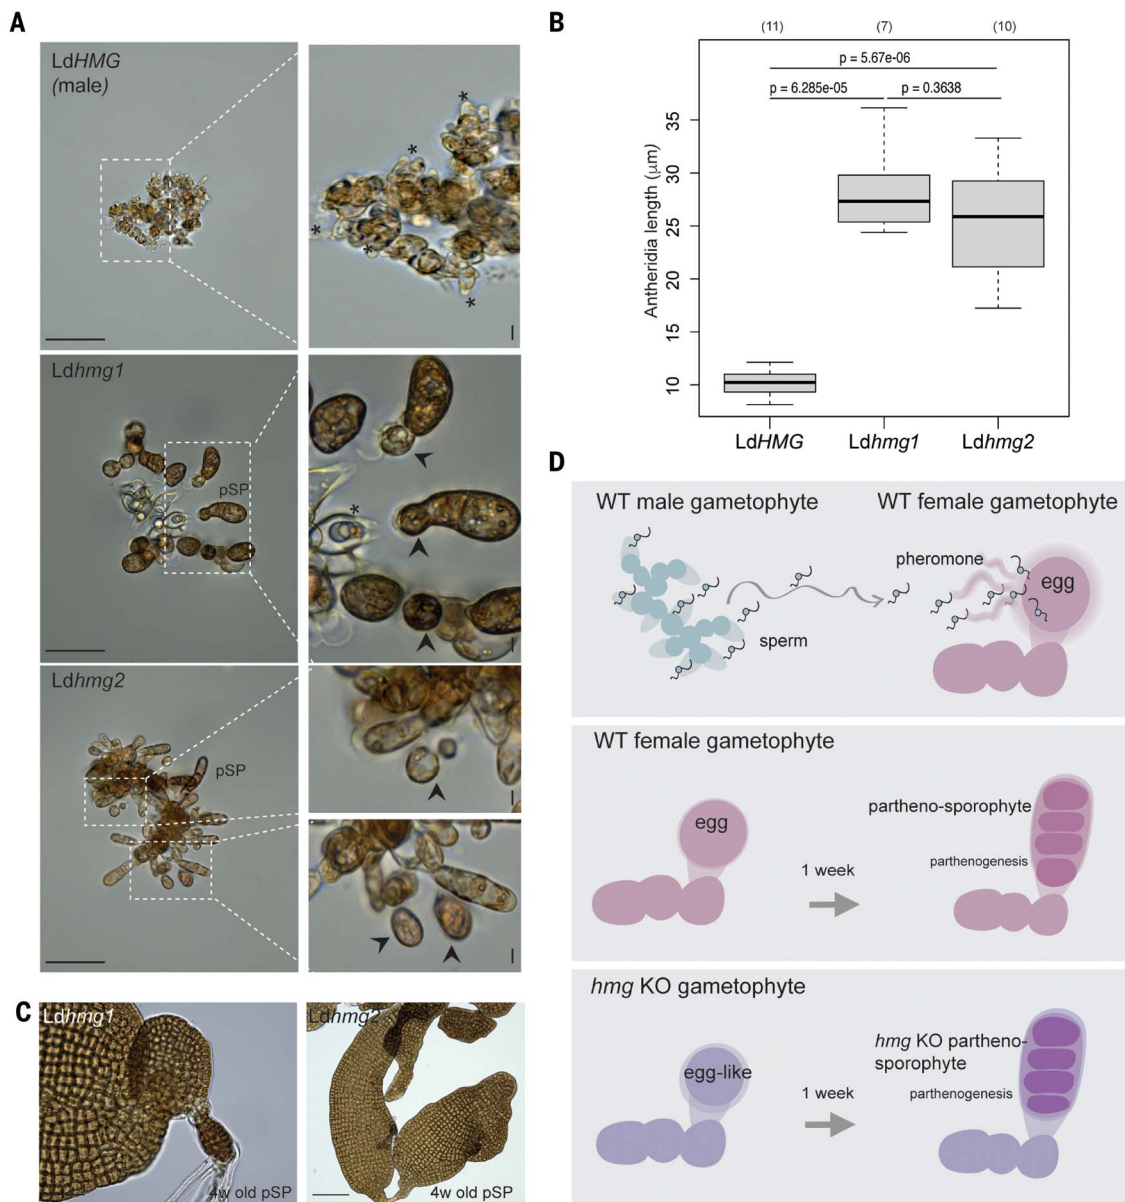 A
LdHMG
(male)
*
*
*
*
*
Ldhmg1
pSP
*
Ldhmg2
pSP
B
(11)
(7)
(10)
p = 5.67e-06
p = 6.285e-05
p = 0.3638
Antheridia length (μm)
35
30
25
20
15
10
LdHMG
Ldhmg1
Ldhmg2
C
Ldhmg1
4w old pSP
Ldhmg2
4w old pSP
D
WT male gametophyte
WT female gametophyte
pheromone
egg
sperm
WT female gametophyte
egg
1 week
partheno-sporophyte
parthenogenesis
hmg KO gametophyte
egg-like
1 week
hmg KO partheno-
sporophyte
parthenogenesis